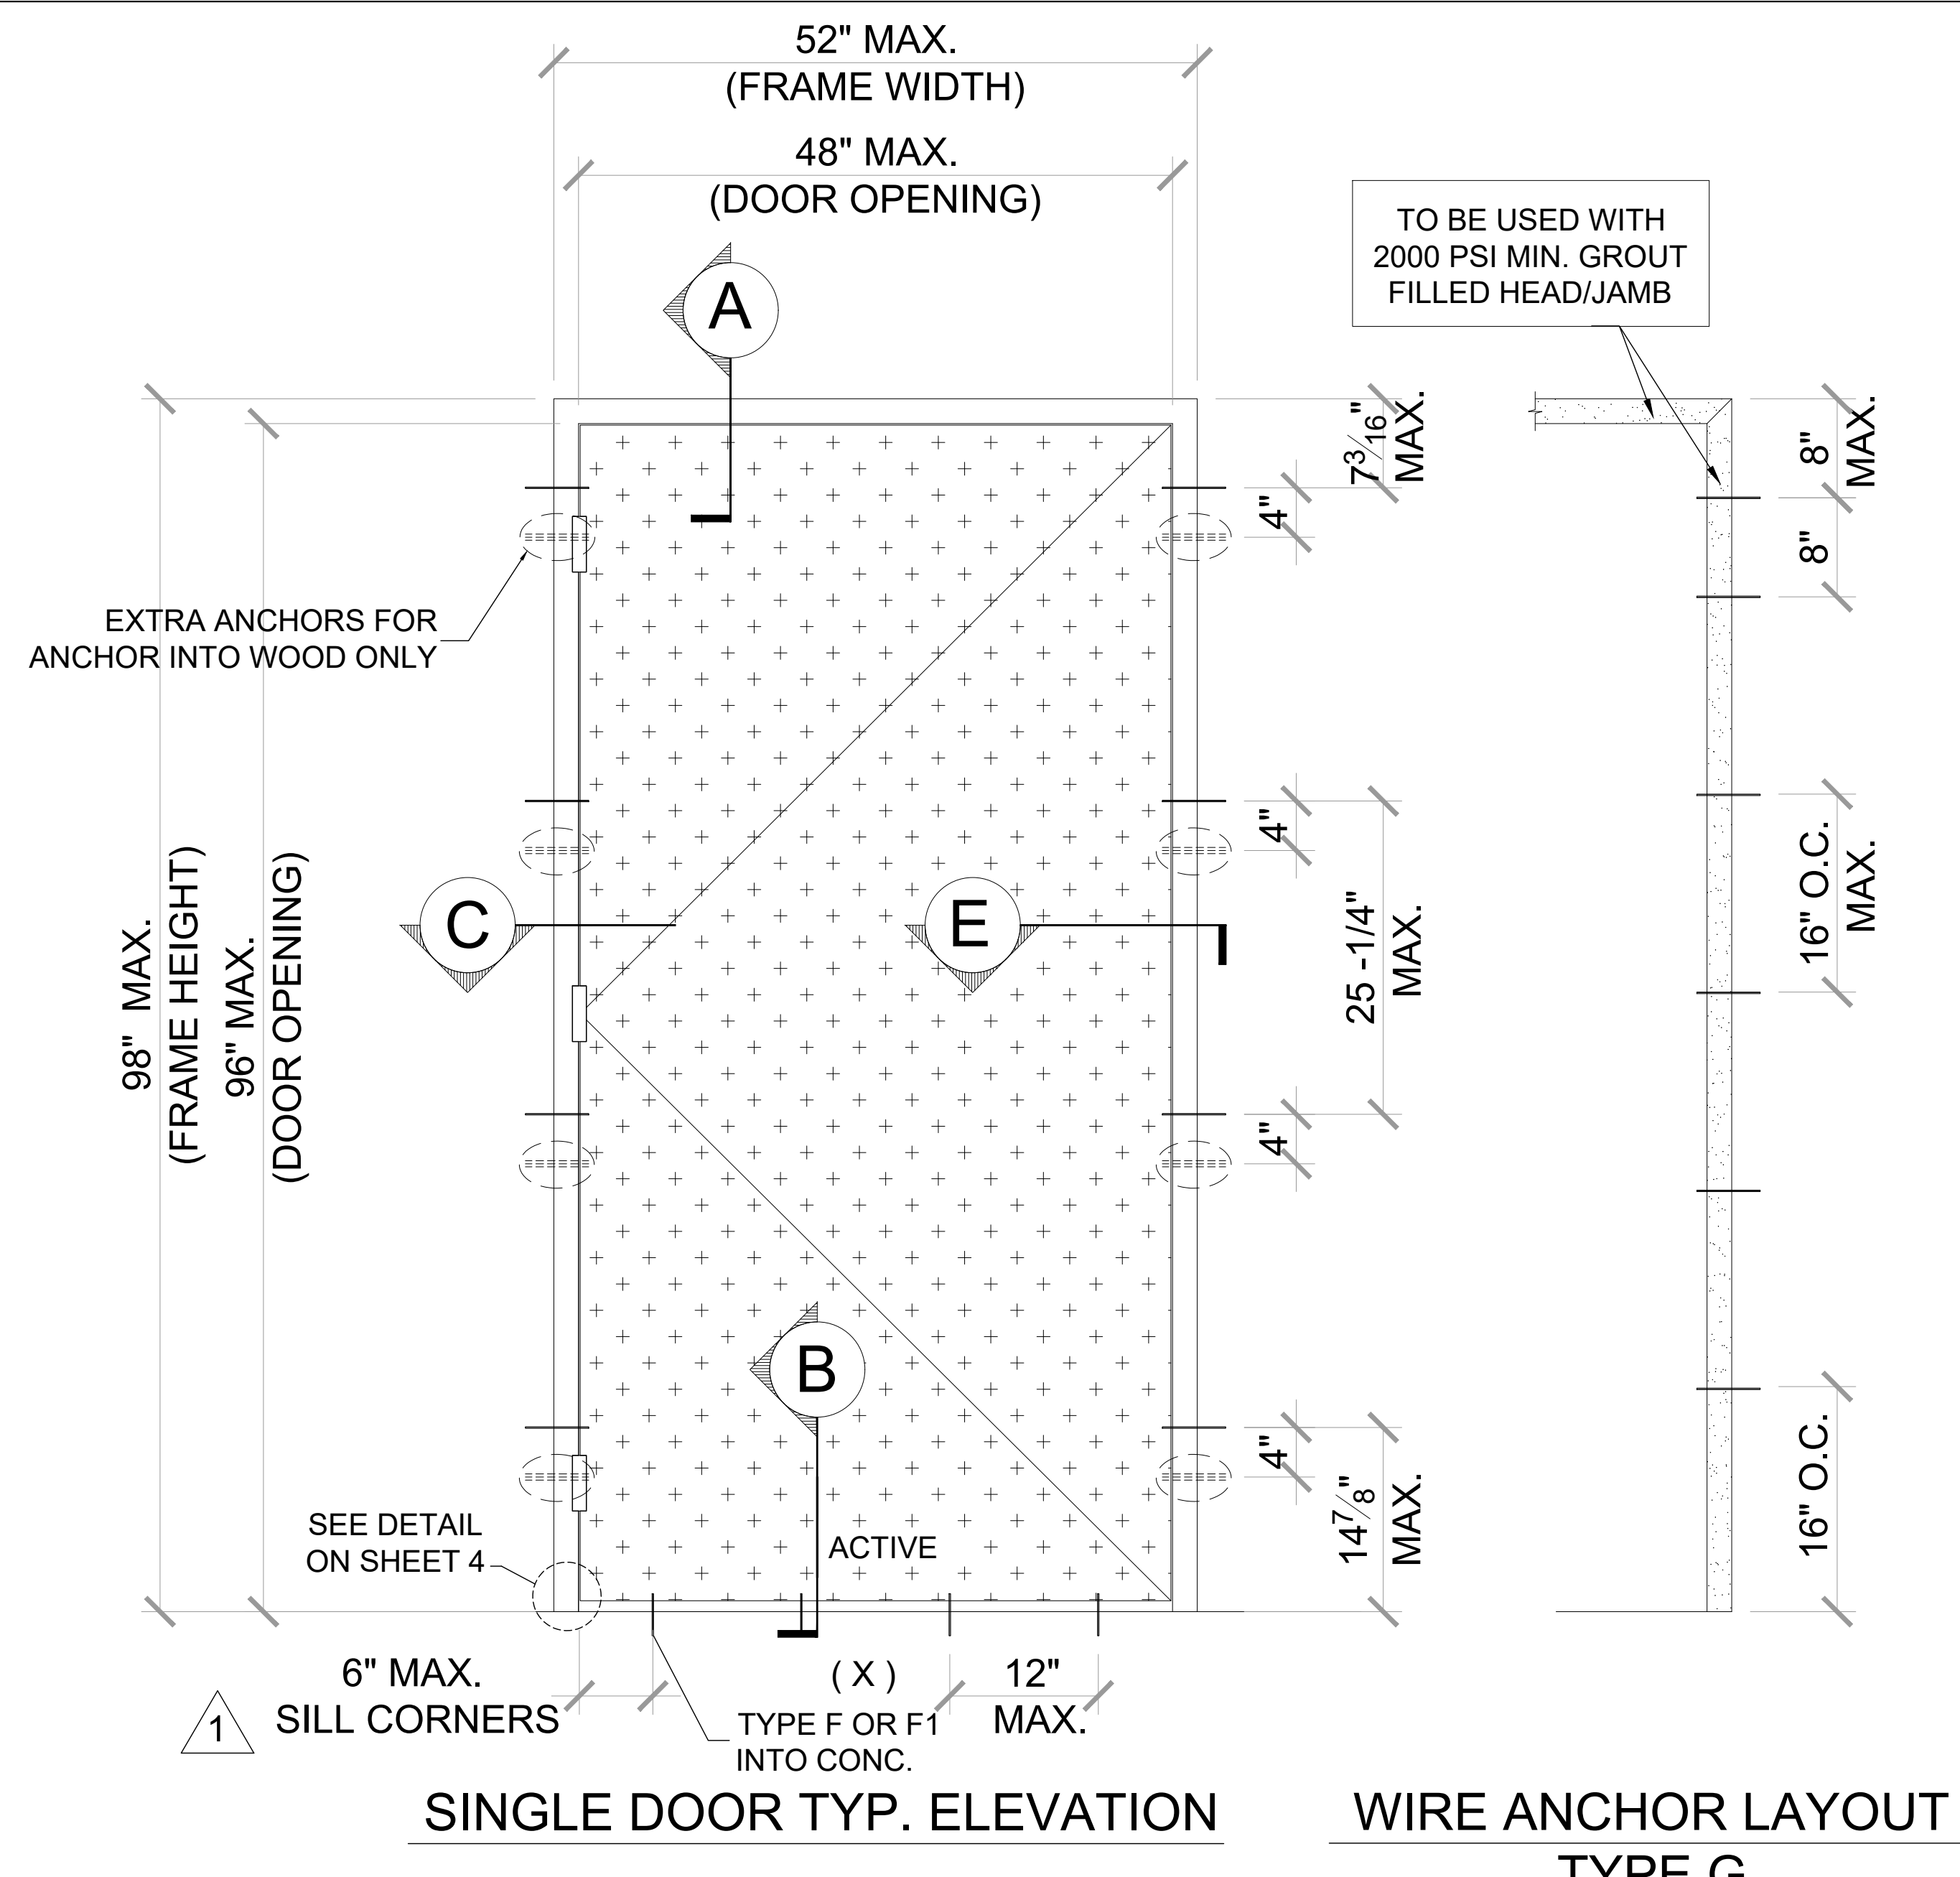 52" MAX.
(FRAME WIDTH)
48" MAX.
(DOOR OPENING)
TO BE USED WITH
2000 PSI MIN. GROUT
FILLED HEAD/JAMB
A
7 3/16"
MAX.
4"
8"
MAX.
8"
EXTRA ANCHORS FOR
ANCHOR INTO WOOD ONLY
98" MAX.
(FRAME HEIGHT)
96" MAX.
(DOOR OPENING)
C
E
4"
25 -1/4"
MAX.
16" O.C.
MAX.
4"
B
4"
14 7/8"
MAX.
16" O.C.
SEE DETAIL
ON SHEET 4
ACTIVE
6" MAX.
SILL CORNERS
1
( X )
12"
MAX.
TYPE F OR F1
INTO CONC.
SINGLE DOOR TYP. ELEVATION
WIRE ANCHOR LAYOUT
TYPE G